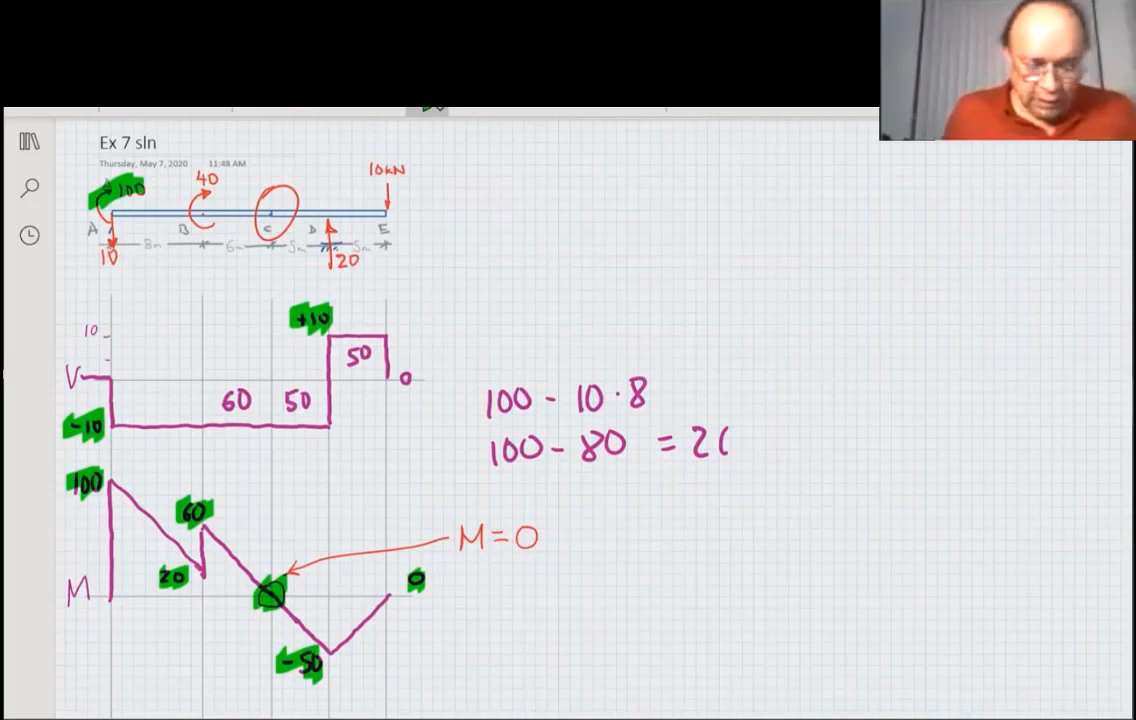 Ex 7 sln
Thursday, May 7, 2020 11:48 AM
100
40
10kN
A
B
C
D
E
8m
6m
5m
5m
10
20
+10
10
50
V
0
60
50
-10
100 - 10 · 8
100 - 80 = 2
100
60
M = 0
20
0
M
-50